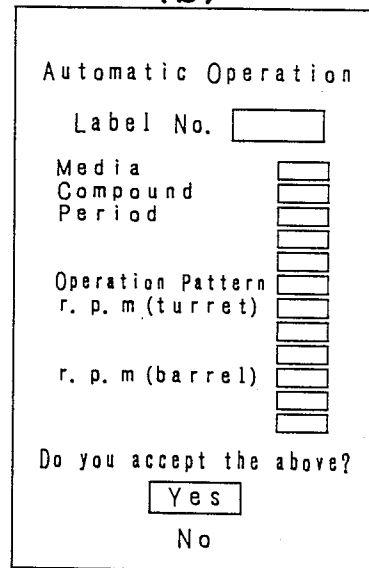 Automatic Operation
Label No.
Media
Compound
Period
Operation Pattern
r. p. m (turret)
r. p. m (barrel)
Do you accept the above?
Yes
No